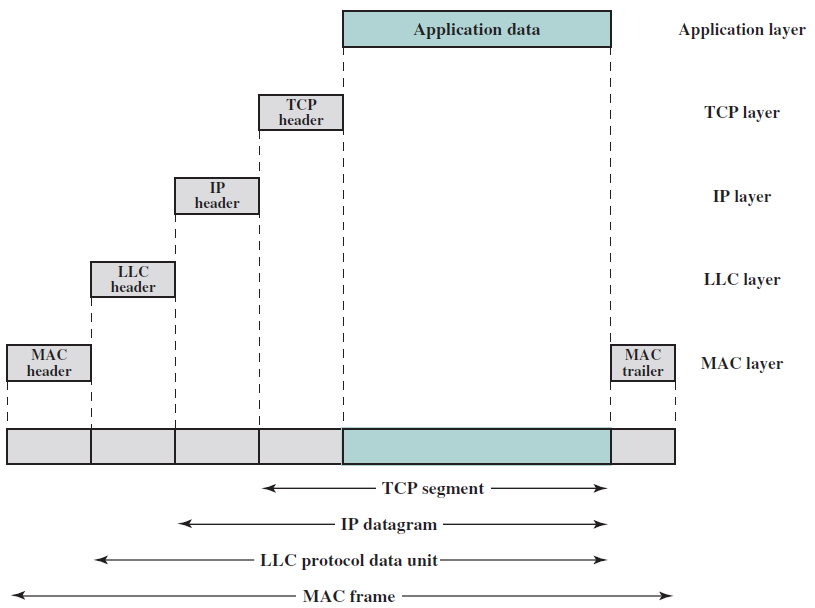 Application data
Application layer
TCP
header
TCP layer
IP
header
IP layer
LLC
header
LLC layer
MAC
header
MAC
trailer
MAC layer
TCP segment
IP datagram
LLC protocol data unit
MAC frame